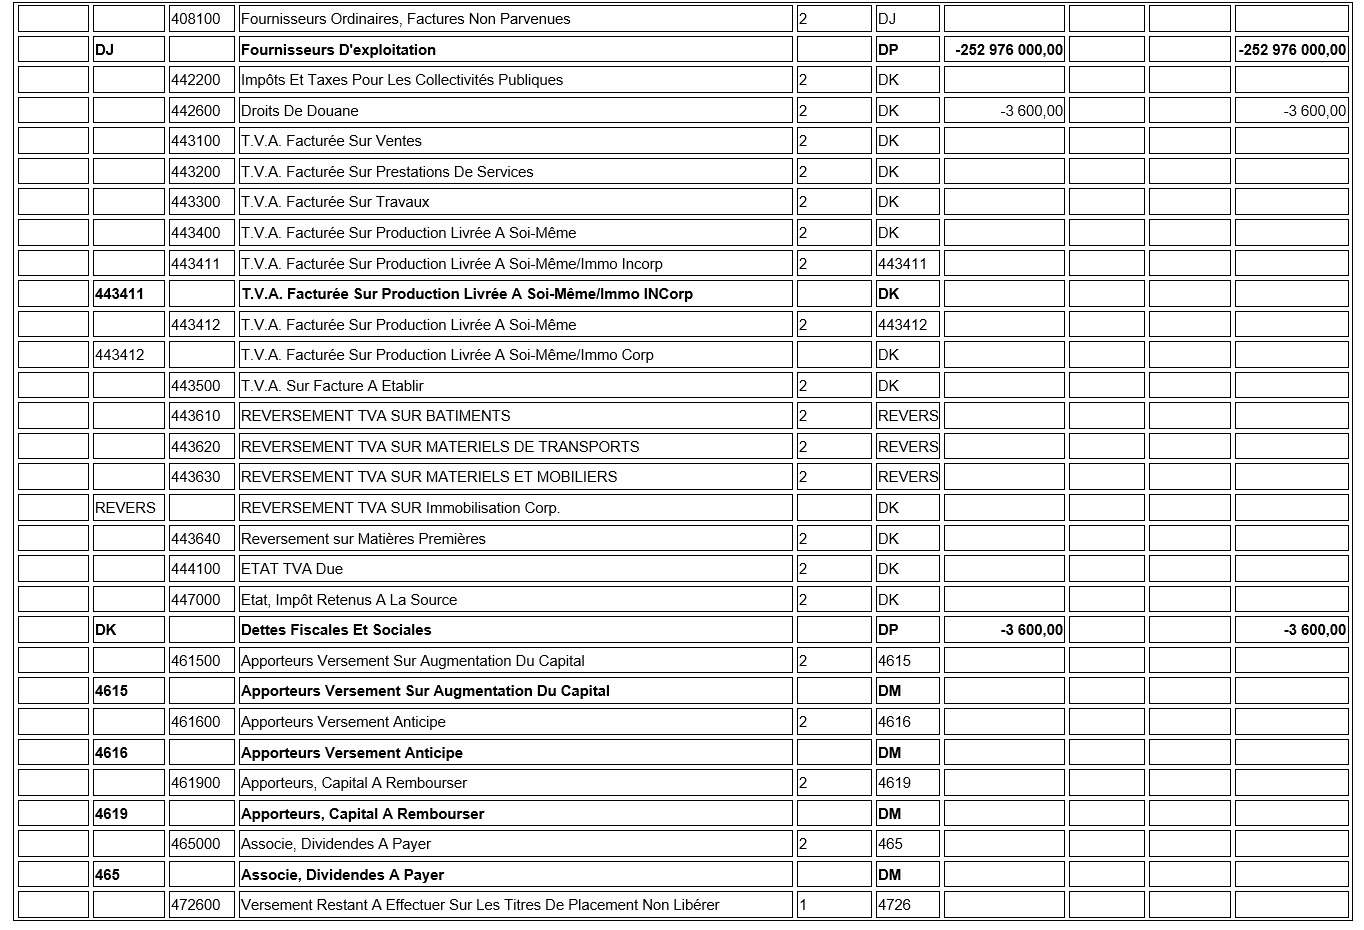 408100 Fournisseurs Ordinaires, Factures Non Parvenues 2 DJ
DJ Fournisseurs D'exploitation DP -252 976 000,00 -252 976 000,00
442200 Impôts Et Taxes Pour Les Collectivités Publiques 2 DK
442600 Droits De Douane 2 DK -3 600,00 -3 600,00
443100 T.V.A. Facturée Sur Ventes 2 DK
443200 T.V.A. Facturée Sur Prestations De Services 2 DK
443300 T.V.A. Facturée Sur Travaux 2 DK
443400 T.V.A. Facturée Sur Production Livrée A Soi-Même 2 DK
443411 T.V.A. Facturée Sur Production Livrée A Soi-Même/Immo Incorp 2 443411
443411 T.V.A. Facturée Sur Production Livrée A Soi-Même/Immo INCorp DK
443412 T.V.A. Facturée Sur Production Livrée A Soi-Même 2 443412
443412 T.V.A. Facturée Sur Production Livrée A Soi-Même/Immo Corp DK
443500 T.V.A. Sur Facture A Etablir 2 DK
443610 REVERSEMENT TVA SUR BATIMENTS 2 REVERS
443620 REVERSEMENT TVA SUR MATERIELS DE TRANSPORTS 2 REVERS
443630 REVERSEMENT TVA SUR MATERIELS ET MOBILIERS 2 REVERS
REVERS REVERSEMENT TVA SUR Immobilisation Corp. DK
443640 Reversement sur Matières Premières 2 DK
444100 ETAT TVA Due 2 DK
447000 Etat, Impôt Retenus A La Source 2 DK
DK Dettes Fiscales Et Sociales DP -3 600,00 -3 600,00
461500 Apporteurs Versement Sur Augmentation Du Capital 2 4615
4615 Apporteurs Versement Sur Augmentation Du Capital DM
461600 Apporteurs Versement Anticipe 2 4616
4616 Apporteurs Versement Anticipe DM
461900 Apporteurs, Capital A Rembourser 2 4619
4619 Apporteurs, Capital A Rembourser DM
465000 Associe, Dividendes A Payer 2 465
465 Associe, Dividendes A Payer DM
472600 Versement Restant A Effectuer Sur Les Titres De Placement Non Libérer 1 4726